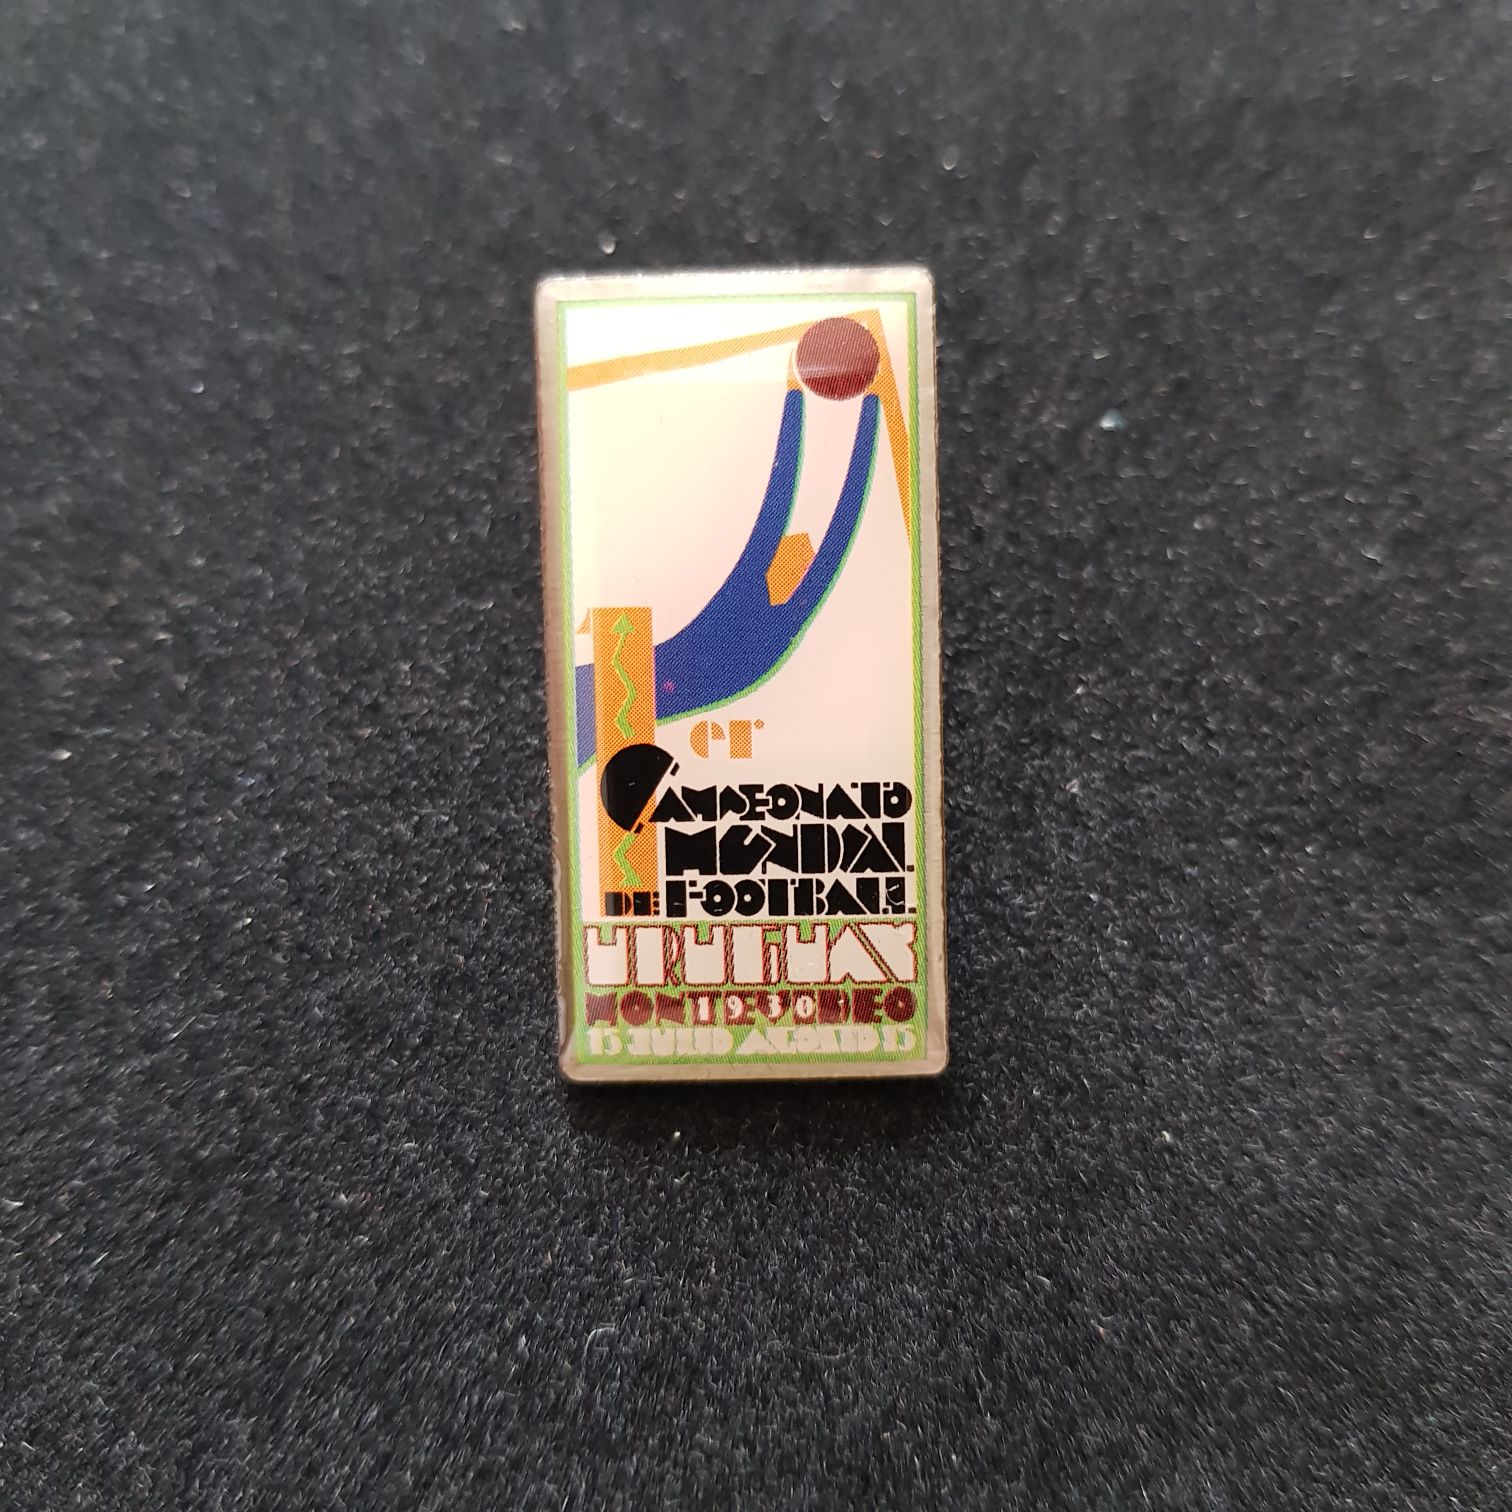 1er
CAMPEONATO
MUNDIAL
DE FOOTBALL
URUGUAY
MONTEVIDEO
1930
15 JULIO AGOSTO 15